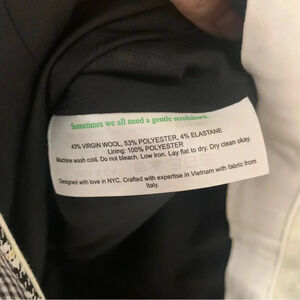 Sometimes we all need a gentle scrubdown.
43% VIRGIN WOOL, 53% POLYESTER, 4% ELASTANE
Lining: 100% POLYESTER
Machine wash cold. Do not bleach. Low iron. Lay flat to dry. Dry clean okay.
Designed with love in NYC. Crafted with expertise in Vietnam with fabric from
Italy.